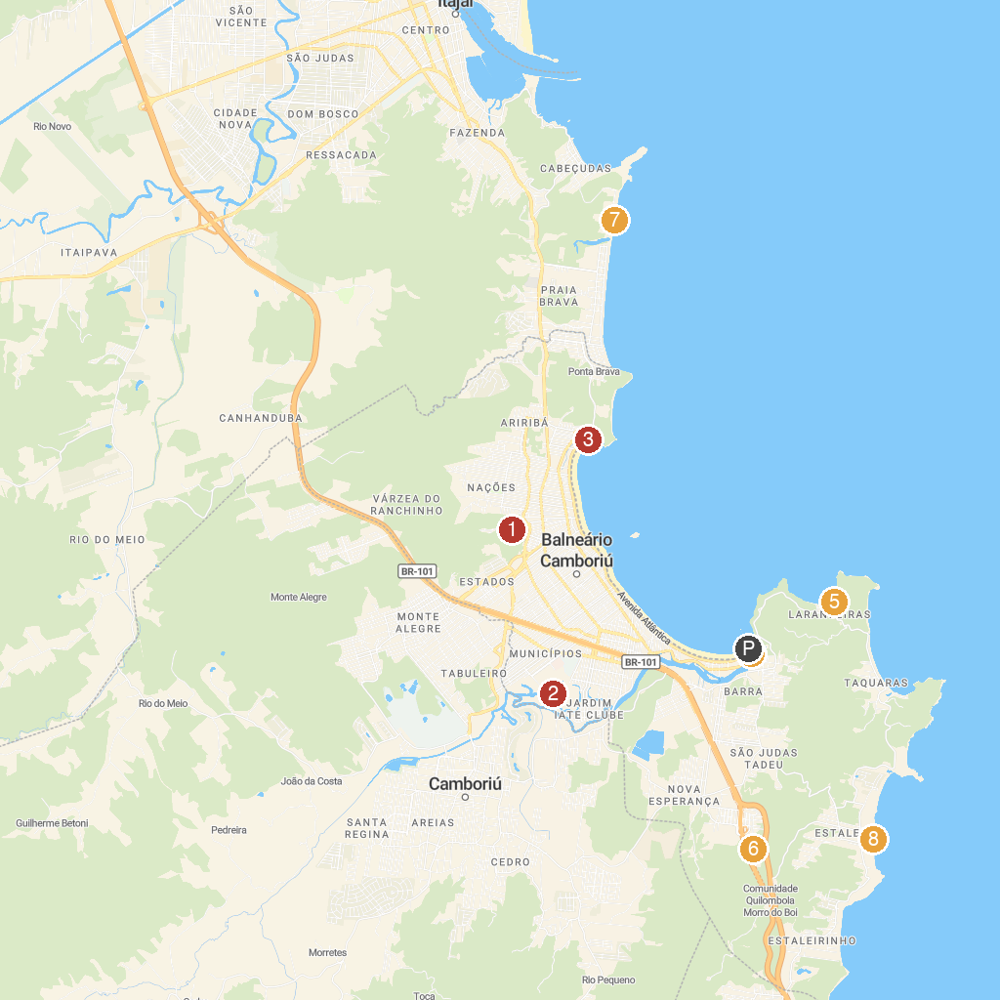 Itajaí
SÃO
VICENTE
CENTRO
SÃO JUDAS
CIDADE
NOVA
DOM BOSCO
Rio Novo
FAZENDA
RESSACADA
CABEÇUDAS
7
ITAIPAVA
PRAIA
BRAVA
Ponta Brava
CANHANDUBA
ARIRIBÁ
3
NAÇÕES
VÁRZEA DO
RANCHINHO
1
RIO DO MEIO
Balneário
Camboriú
BR-101
ESTADOS
Monte Alegre
MONTE
ALEGRE
Avenida Atlântica
5
LARANJEIRAS
P
MUNICÍPIOS
BR-101
TABULEIRO
TAQUARAS
BARRA
2
JARDIM
IATE CLUBE
Rio do Meio
SÃO JUDAS
TADEU
João da Costa
Camboriú
NOVA
ESPERANÇA
Guilherme Betoni
Pedreira
SANTA
REGINA
AREIAS
ESTALE
8
6
CEDRO
Comunidade
Quilombola
Morro do Boi
ESTALEIRINHO
Morretes
Rio Pequeno
Toca